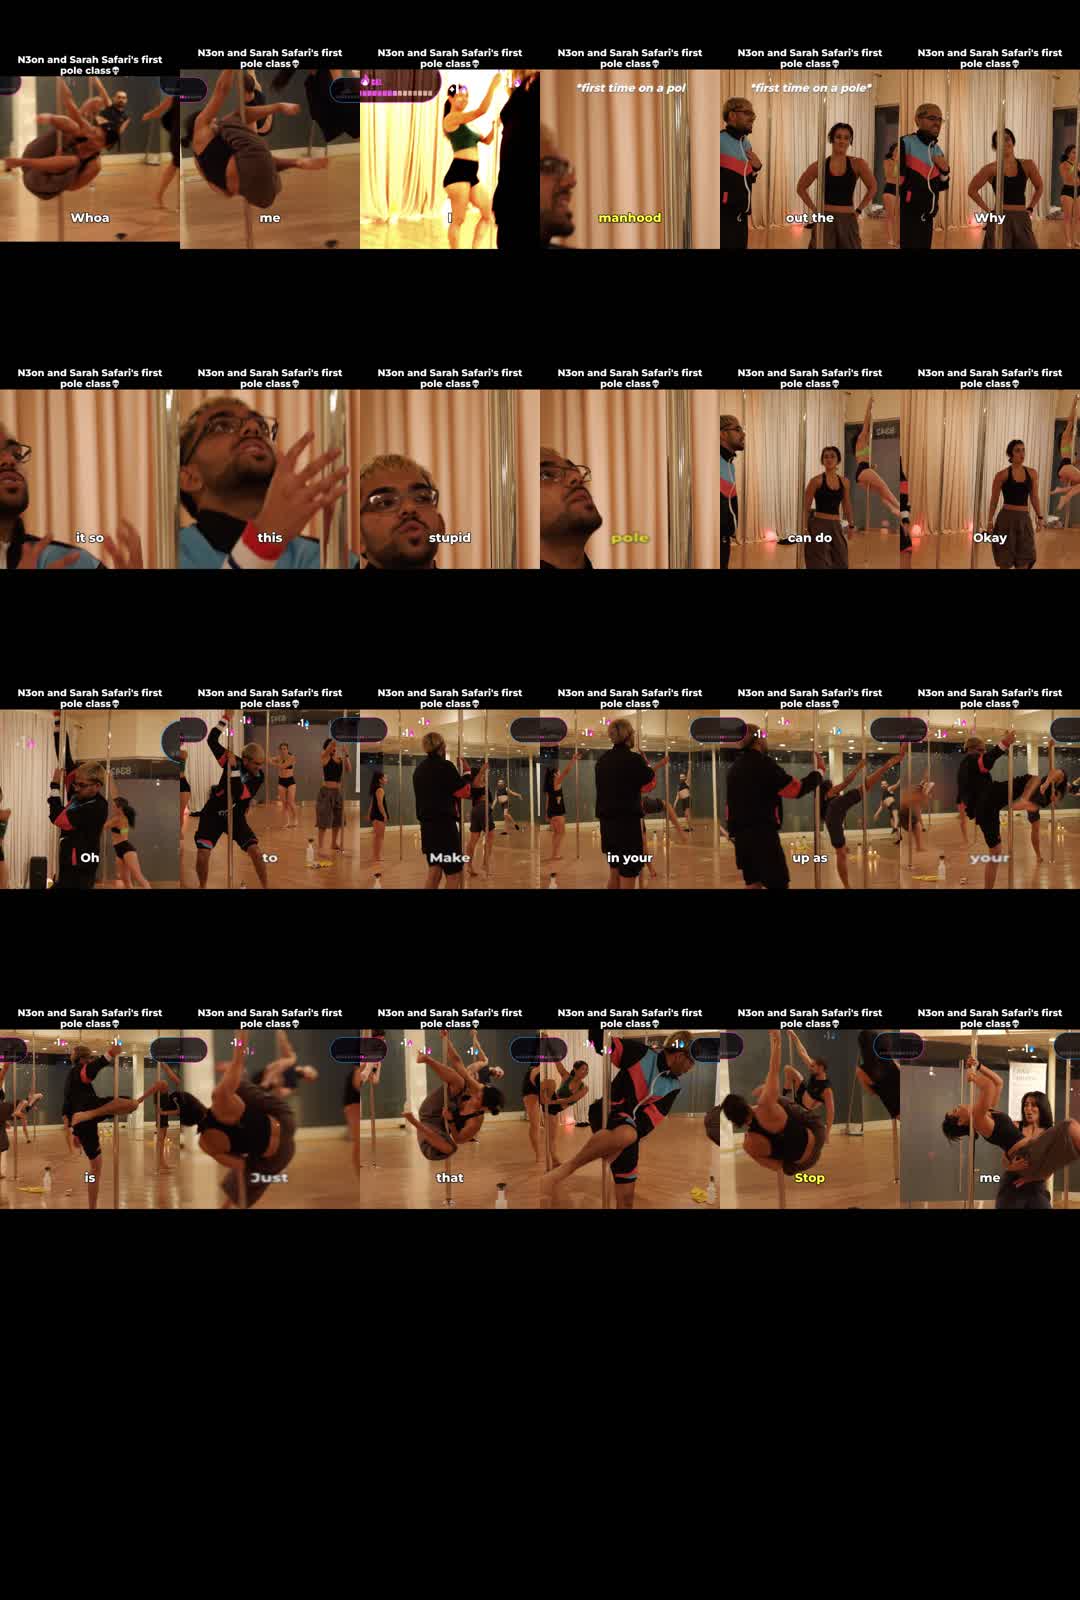 N3on and Sarah Safari's first
pole class💀
Whoa
N3on and Sarah Safari's first
pole class💀
me
N3on and Sarah Safari's first
pole class💀
I
N3on and Sarah Safari's first
pole class💀
*first time on a pol
manhood
N3on and Sarah Safari's first
pole class💀
*first time on a pole*
out the
N3on and Sarah Safari's first
pole class💀
Why
N3on and Sarah Safari's first
pole class💀
it so
N3on and Sarah Safari's first
pole class💀
this
N3on and Sarah Safari's first
pole class💀
stupid
N3on and Sarah Safari's first
pole class💀
pole
N3on and Sarah Safari's first
pole class💀
can do
N3on and Sarah Safari's first
pole class💀
Okay
N3on and Sarah Safari's first
pole class💀
Oh
N3on and Sarah Safari's first
pole class💀
-1
to
N3on and Sarah Safari's first
pole class💀
Make
N3on and Sarah Safari's first
pole class💀
in your
N3on and Sarah Safari's first
pole class💀
up as
N3on and Sarah Safari's first
pole class💀
your
N3on and Sarah Safari's first
pole class💀
is
N3on and Sarah Safari's first
pole class💀
Just
N3on and Sarah Safari's first
pole class💀
that
N3on and Sarah Safari's first
pole class💀
N3on and Sarah Safari's first
pole class💀
Stop
N3on and Sarah Safari's first
pole class💀
me